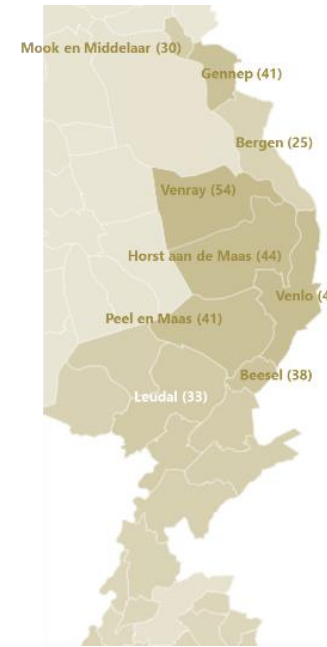 Mook en Middelaar (30)
Gennep (41)
Bergen (25)
Venray (54)
Horst aan de Maas (44)
Venlo (4
Peel en Maas (41)
Beesel (38)
Leudal (33)